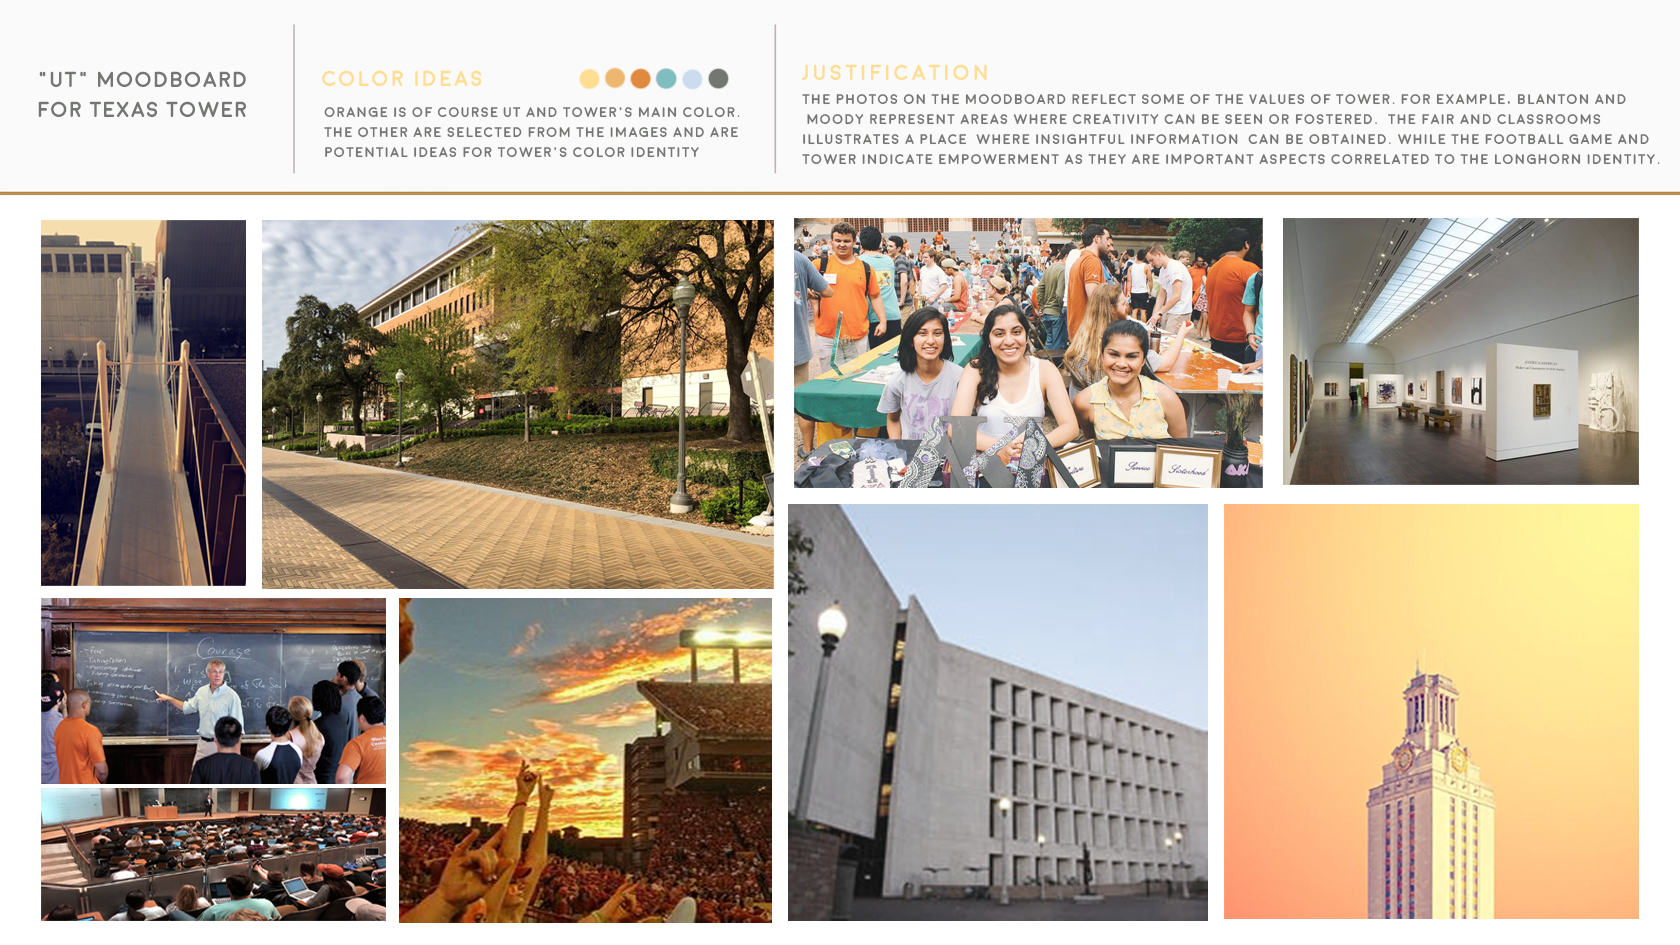 "UT" MOODBOARD
FOR TEXAS TOWER
COLOR IDEAS
ORANGE IS OF COURSE UT AND TOWER'S MAIN COLOR.
THE OTHER ARE SELECTED FROM THE IMAGES AND ARE
POTENTIAL IDEAS FOR TOWER'S COLOR IDENTITY
JUSTIFICATION
THE PHOTOS ON THE MOODBOARD REFLECT SOME OF THE VALUES OF TOWER. FOR EXAMPLE, BLANTON AND
MOODY REPRESENT AREAS WHERE CREATIVITY CAN BE SEEN OR FOSTERED. THE FAIR AND CLASSROOMS
ILLUSTRATES A PLACE WHERE INSIGHTFUL INFORMATION CAN BE OBTAINED. WHILE THE FOOTBALL GAME AND
TOWER INDICATE EMPOWERMENT AS THEY ARE IMPORTANT ASPECTS CORRELATED TO THE LONGHORN IDENTITY.
Service
Sisterhood
Courage